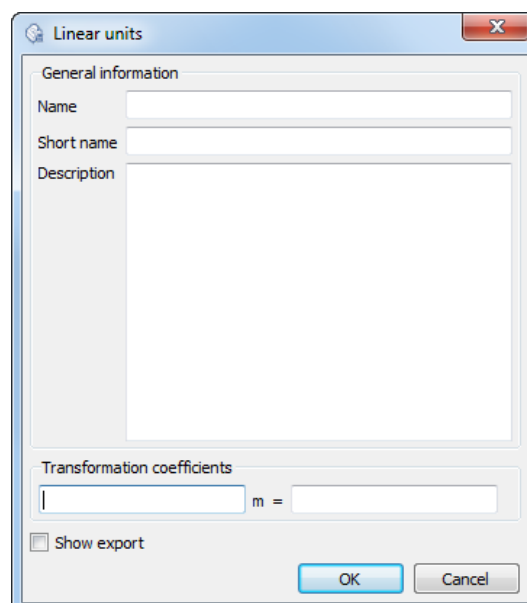 Linear units
General information
Name
Short name
Description
Transformation coefficients
m =
Show export
OK Cancel